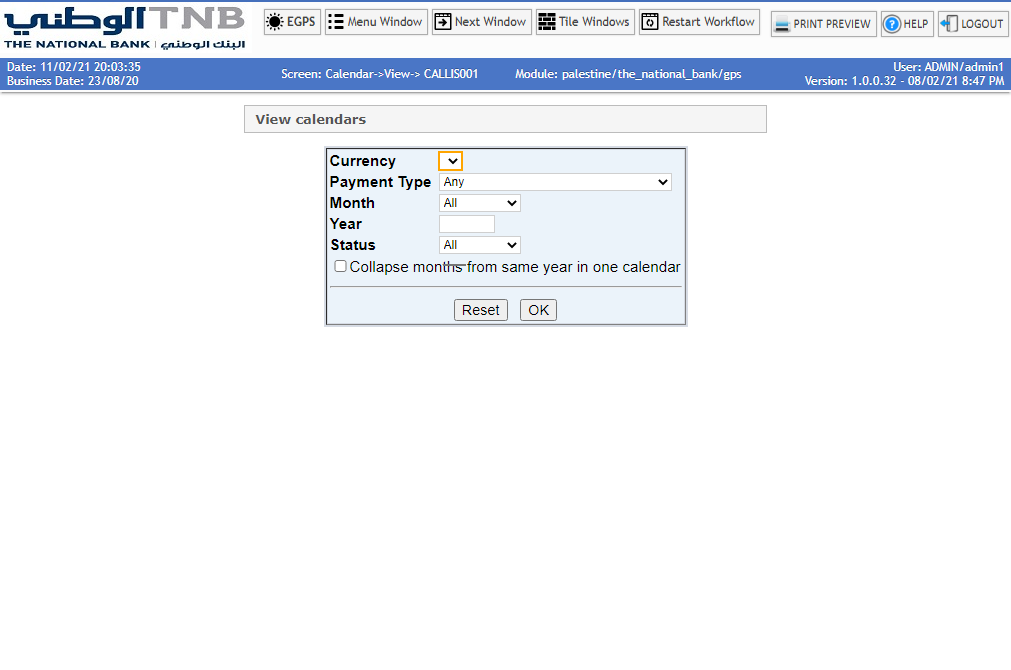 الوطني TNB
THE NATIONAL BANK | البنك الوطني
EGPS
Menu Window
Next Window
Tile Windows
Restart Workflow
PRINT PREVIEW
HELP
LOGOUT
Date: 11/02/21 20:03:35
Business Date: 23/08/20
Screen: Calendar->View-> CALLIS001
Module: palestine/the_national_bank/gps
User: ADMIN/admin1
Version: 1.0.0.32 - 08/02/21 8:47 PM
View calendars
Currency
Payment Type Any
Month All
Year
Status All
Collapse months from same year in one calendar
Reset OK